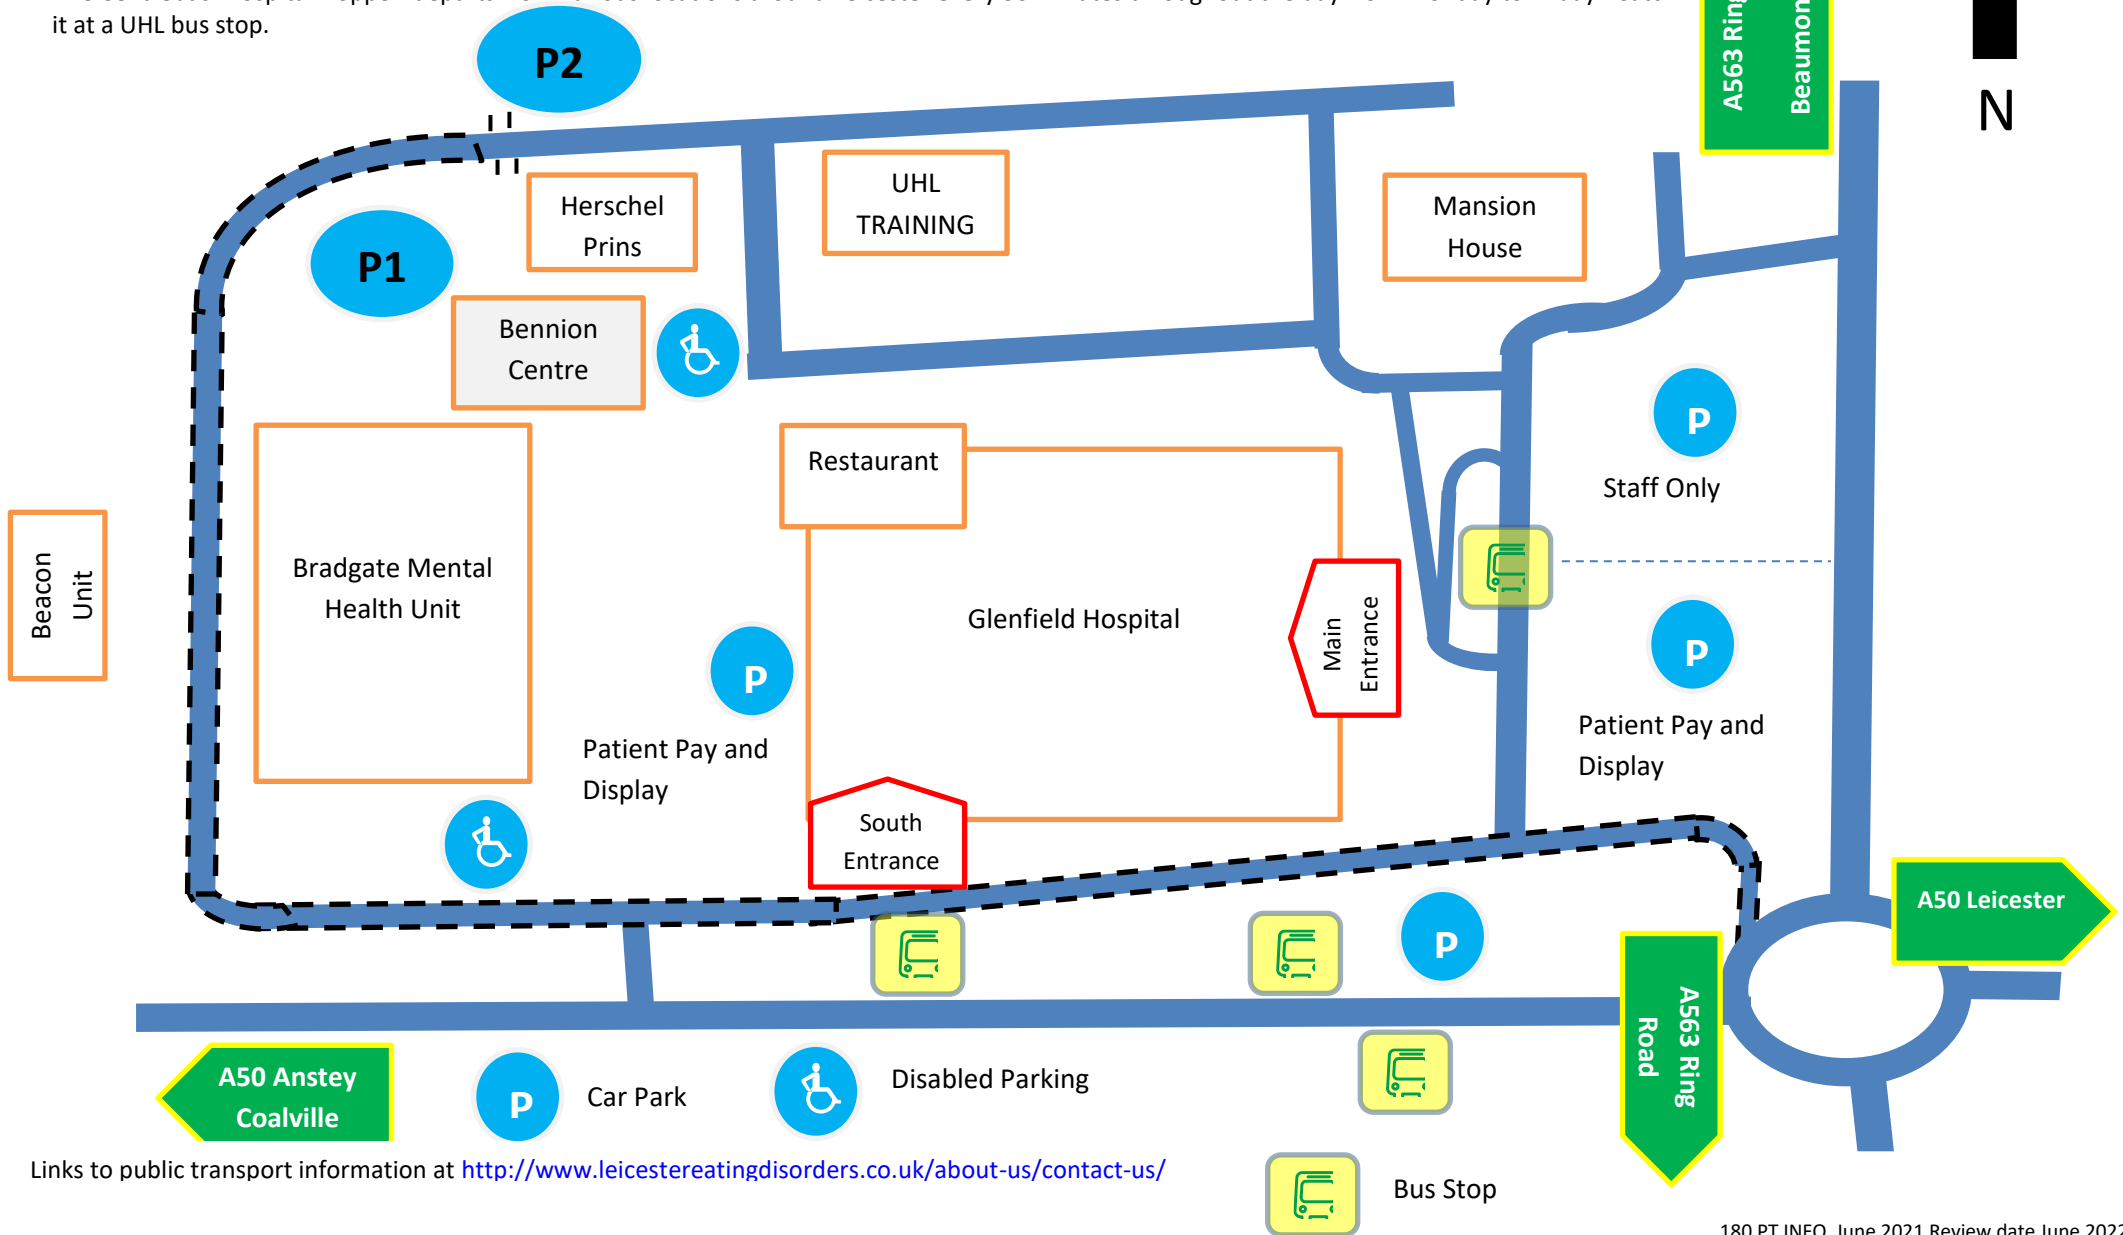 it at a UHL bus stop.
P2
A563 Ring
Beaumon
N
Herschel
Prins
UHL
TRAINING
Mansion
House
P1
Bennion
Centre
P
Staff Only
Restaurant
Beacon
Unit
Bradgate Mental
Health Unit
Glenfield Hospital
Main
Entrance
P
P
Patient Pay and
Display
Patient Pay and
Display
South
Entrance
A50 Leicester
P
A563 Ring
Road
A50 Anstey
Coalville
P
Car Park
Disabled Parking
Links to public transport information at http://www.leicestereatingdisorders.co.uk/about-us/contact-us/
Bus Stop
180 PT INFO June 2021 Review date June 2022